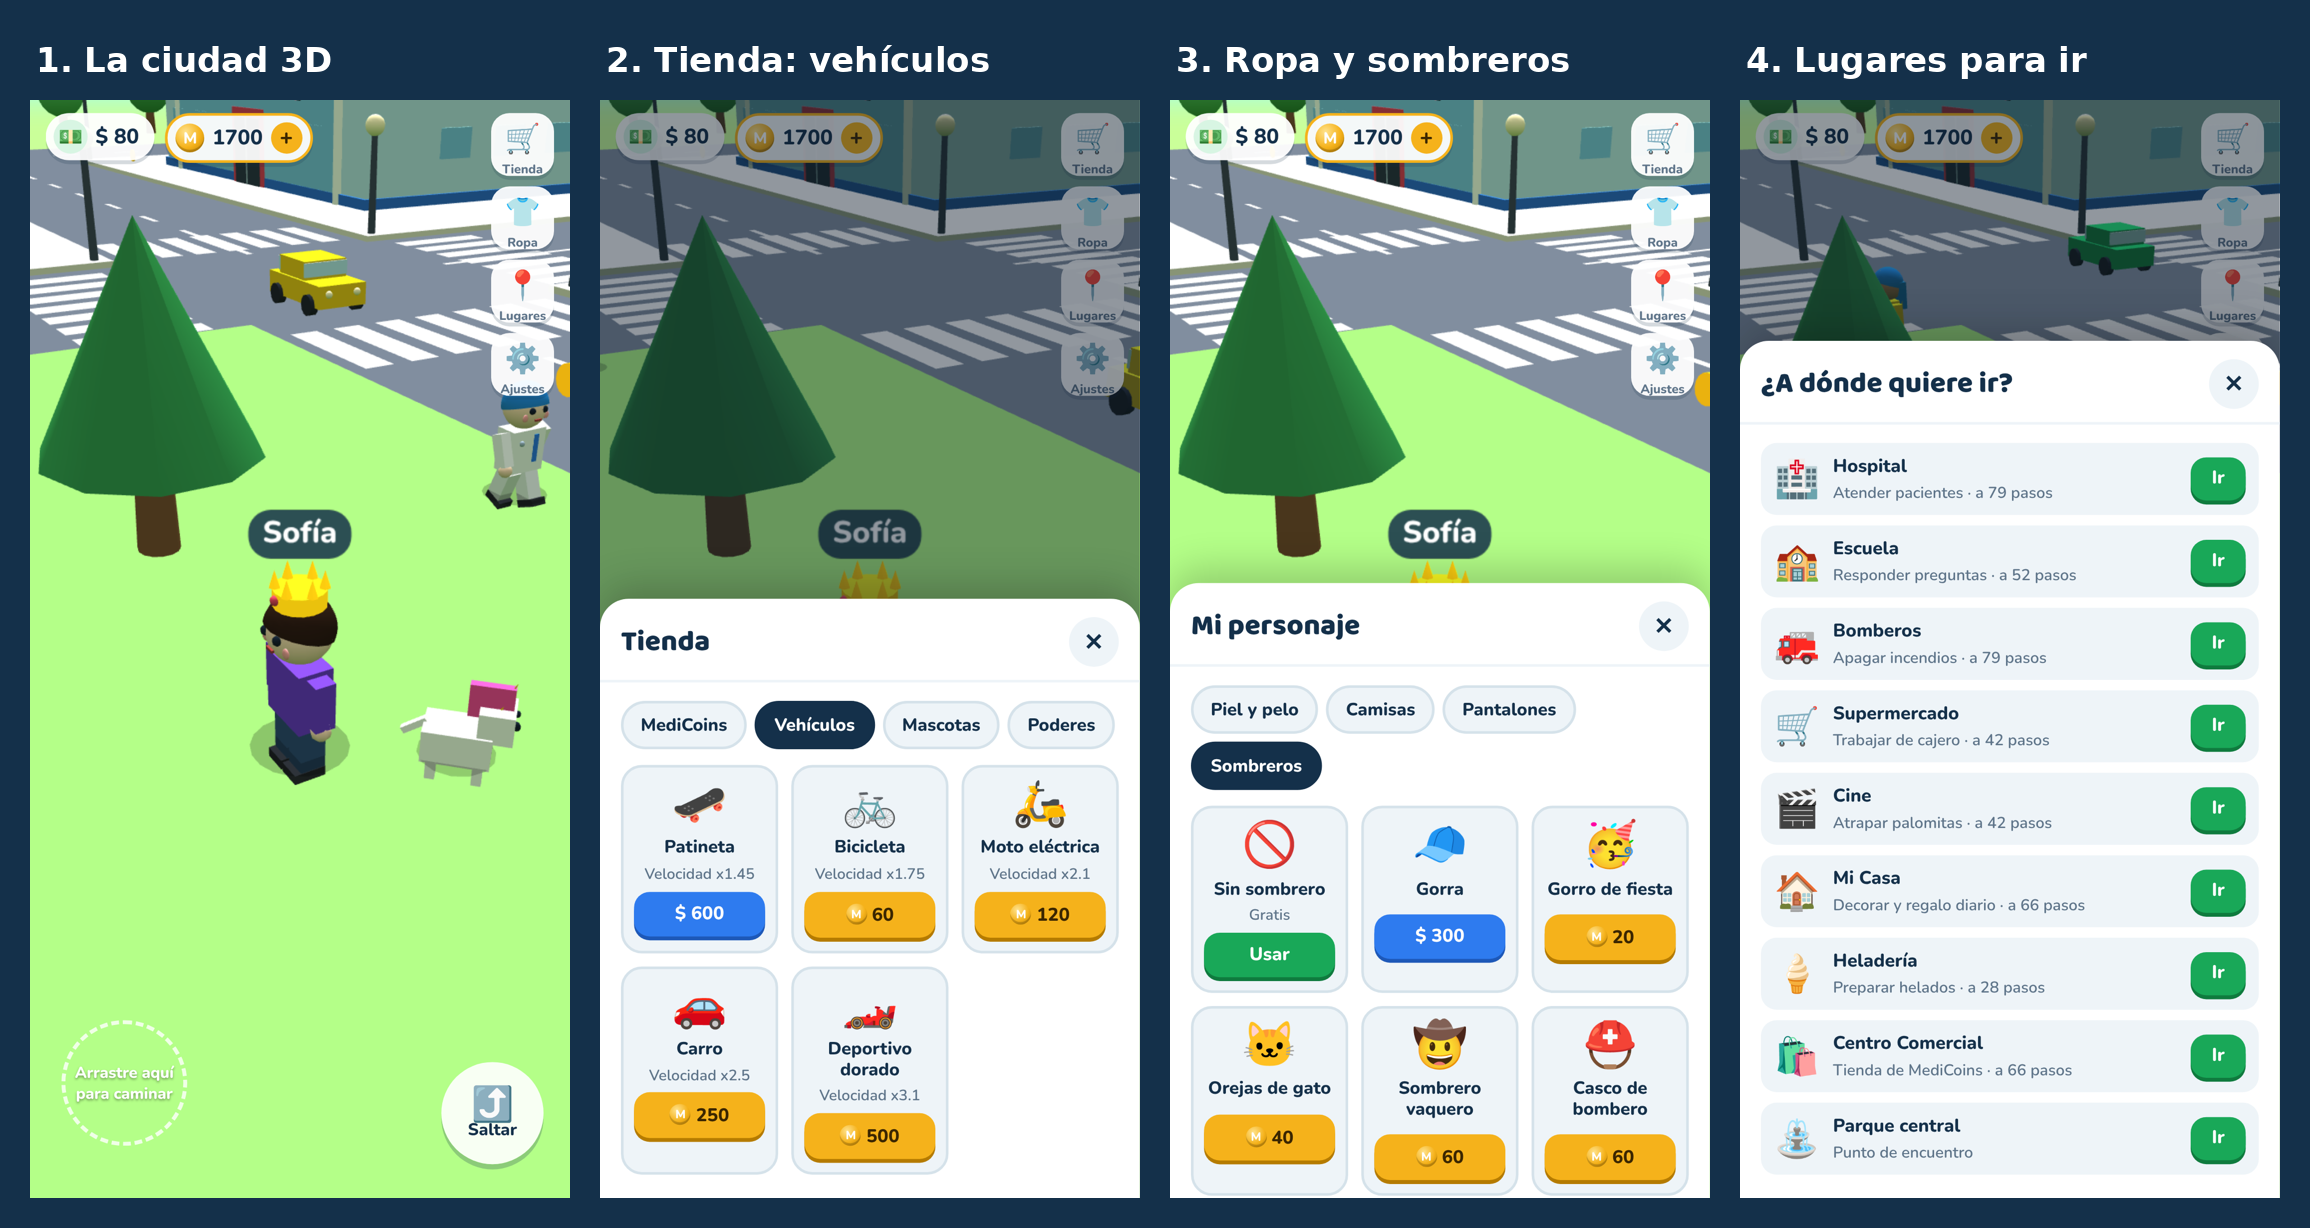 1. La ciudad 3D
$ 80
M 1700 +
Tienda
Ropa
Lugares
Ajustes
Sofía
Arrastre aquí
para caminar
Saltar
2. Tienda: vehículos
$ 80
M 1700 +
Tienda
Ropa
Lugares
Ajustes
Sofía
Tienda
MediCoins
Vehículos
Mascotas
Poderes
Patineta
Velocidad x1.45
$ 600
Bicicleta
Velocidad x1.75
M 60
Moto eléctrica
Velocidad x2.1
M 120
Carro
Velocidad x2.5
M 250
Deportivo
dorado
Velocidad x3.1
M 500
3. Ropa y sombreros
$ 80
M 1700 +
Tienda
Ropa
Lugares
Ajustes
Sofía
Mi personaje
Piel y pelo
Camisas
Pantalones
Sombreros
Sin sombrero
Gratis
Usar
Gorra
$ 300
Gorro de fiesta
M 20
Orejas de gato
M 40
Sombrero
vaquero
M 60
Casco de
bombero
M 60
4. Lugares para ir
$ 80
M 1700 +
Tienda
Ropa
Lugares
¿A dónde quiere ir?
Hospital
Atender pacientes · a 79 pasos
Ir
Escuela
Responder preguntas · a 52 pasos
Ir
Bomberos
Apagar incendios · a 79 pasos
Ir
Supermercado
Trabajar de cajero · a 42 pasos
Ir
Cine
Atrapar palomitas · a 42 pasos
Ir
Mi Casa
Decorar y regalo diario · a 66 pasos
Ir
Heladería
Preparar helados · a 28 pasos
Ir
Centro Comercial
Tienda de MediCoins · a 66 pasos
Ir
Parque central
Punto de encuentro
Ir